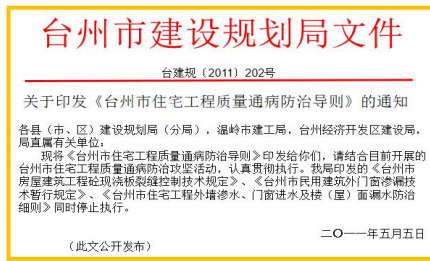 台州市建设规划局文件
台建规（2011）202号
关于印发《台州市住宅工程质量通病防治导则》的通知
各县（市、区）建设规划局（分局），温岭市建工局，台州经济开发区建设局，
局直属有关单位：
现将《台州市住宅工程质量通病防治导则》印发给你们，请结合目前开展的
台州市住宅工程质量通病防治攻坚活动，认真贯彻执行。我局印发的《台州市
房屋建筑工程砼现浇板裂缝控制技术规定》、《台州市民用建筑外门窗渗漏技
术暂行规定》、《台州市住宅工程外墙渗水、门窗进水及楼（屋）面漏水防治
细则》同时停止执行。
二〇一一年五月五日
（此文公开发布）